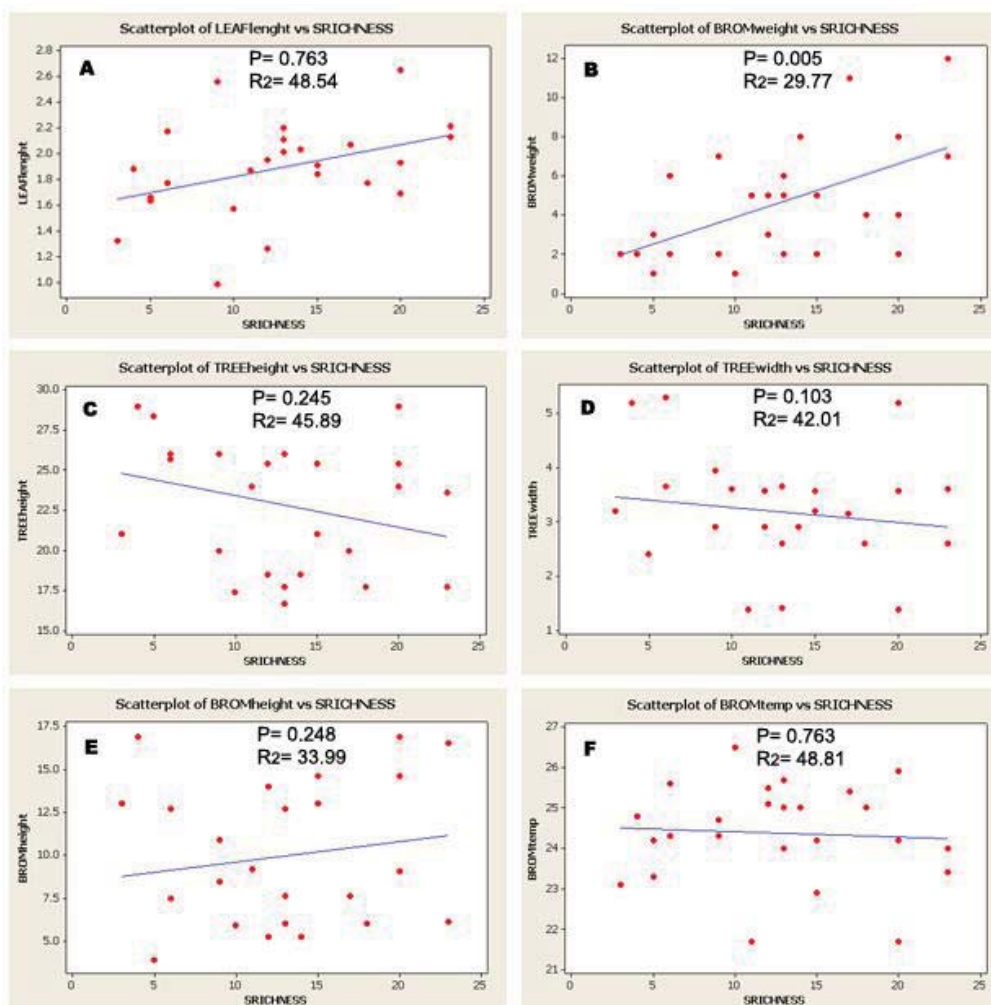 Scatterplot of LEAFlenght vs SRICHNESS
A
P= 0.763
R2= 48.54
LEAFlenght
2.8
2.6
2.4
2.2
2.0
1.8
1.6
1.4
1.2
1.0
0 5 10 15 20 25
SRICHNESS
Scatterplot of BROMweight vs SRICHNESS
B
P= 0.005
R2= 29.77
BROMweight
12
10
8
6
4
2
0
0 5 10 15 20 25
SRICHNESS
Scatterplot of TREEheight vs SRICHNESS
C
P= 0.245
R2= 45.89
TREEheight
30.0
27.5
25.0
22.5
20.0
17.5
15.0
0 5 10 15 20 25
SRICHNESS
Scatterplot of TREEwidth vs SRICHNESS
D
P= 0.103
R2= 42.01
TREEwidth
5
4
3
2
1
0 5 10 15 20 25
SRICHNESS
Scatterplot of BROMheight vs SRICHNESS
E
P= 0.248
R2= 33.99
BROMheight
17.5
15.0
12.5
10.0
7.5
5.0
0 5 10 15 20 25
SRICHNESS
Scatterplot of BROMtemp vs SRICHNESS
F
P= 0.763
R2= 48.81
BROMtemp
27
26
25
24
23
22
21
0 5 10 15 20 25
SRICHNESS